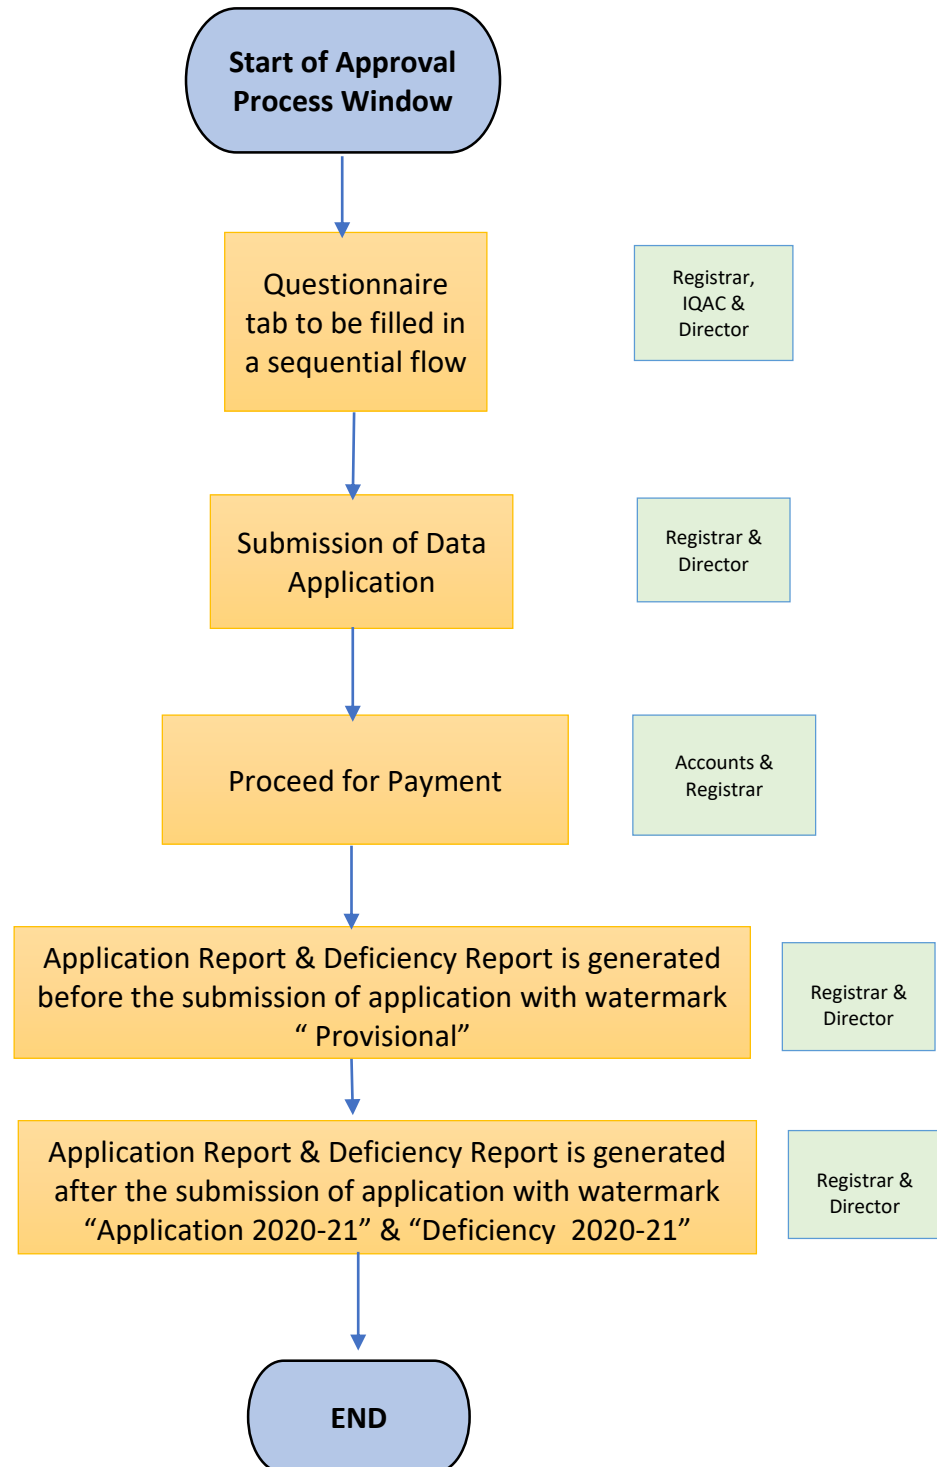 Start of Approval
Process Window
Questionnaire
tab to be filled in
a sequential flow
Registrar,
IQAC &
Director
Submission of Data
Application
Registrar &
Director
Proceed for Payment
Accounts &
Registrar
Application Report & Deficiency Report is generated
before the submission of application with watermark
“ Provisional”
Registrar &
Director
Application Report & Deficiency Report is generated
after the submission of application with watermark
“Application 2020-21” & “Deficiency  2020-21”
Registrar &
Director
END